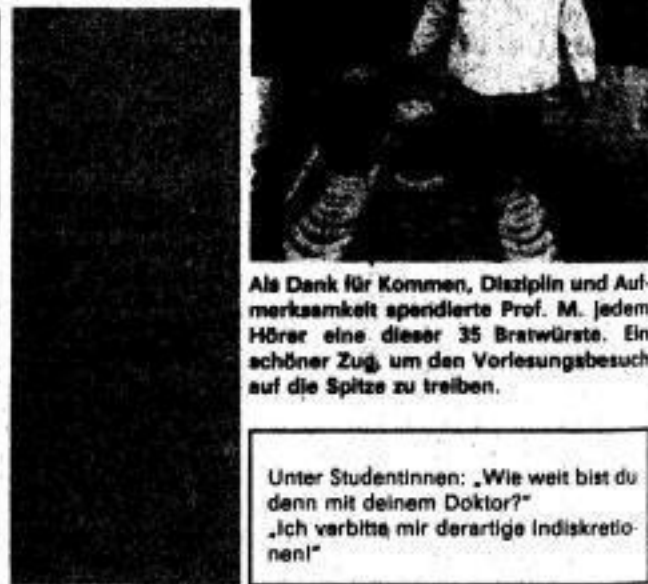 Als Dank für Kommen, Disziplin und Auf-
merksamkeit spendierte Prof. M. jedem
Hörer eine dieser 35 Bratwürste. Ein
schöner Zug, um den Vorlesungsbesuch
auf die Spitze zu treiben.
Unter Studentinnen: „Wie weit bist du
denn mit deinem Doktor?"
„Ich verbitte mir derartige Indiskretio-
nen!"